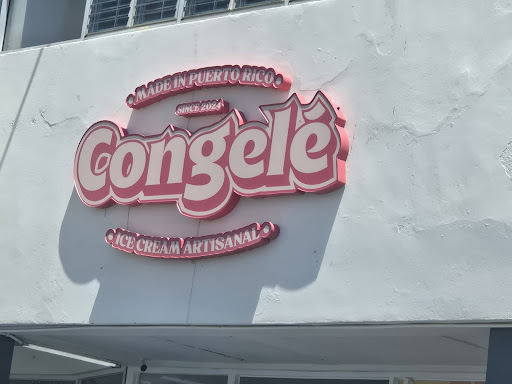 MADE IN PUERTO RICO
SINCE 2024
Congelé
ICE CREAM ARTISANAL